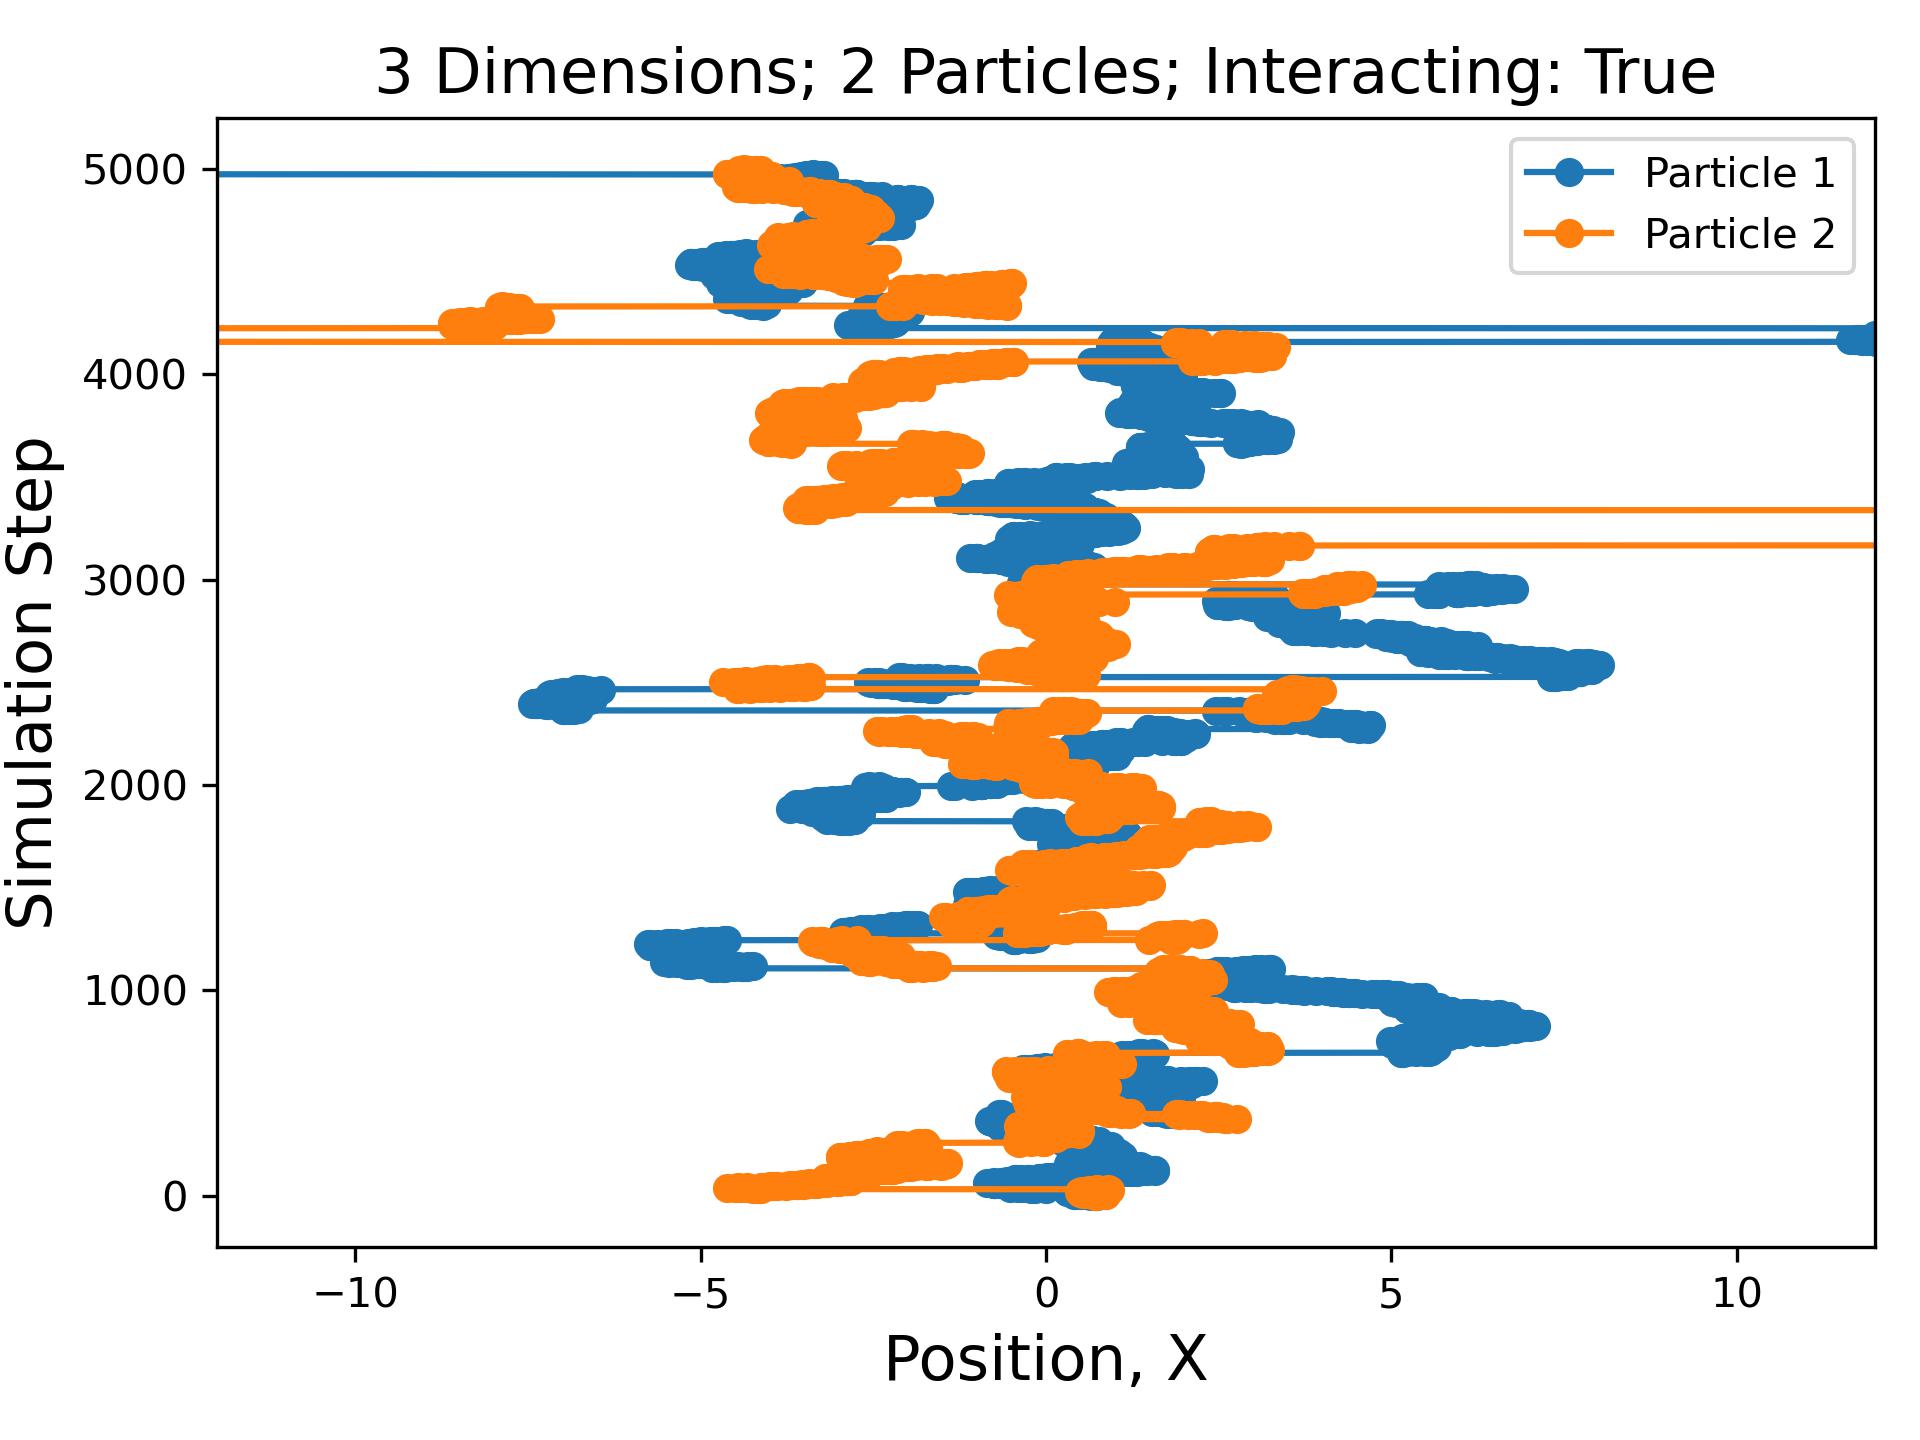 3 Dimensions; 2 Particles; Interacting: True
Particle 1
Particle 2
Simulation Step
5000
4000
3000
2000
1000
0
−10
−5
0
5
10
Position, X